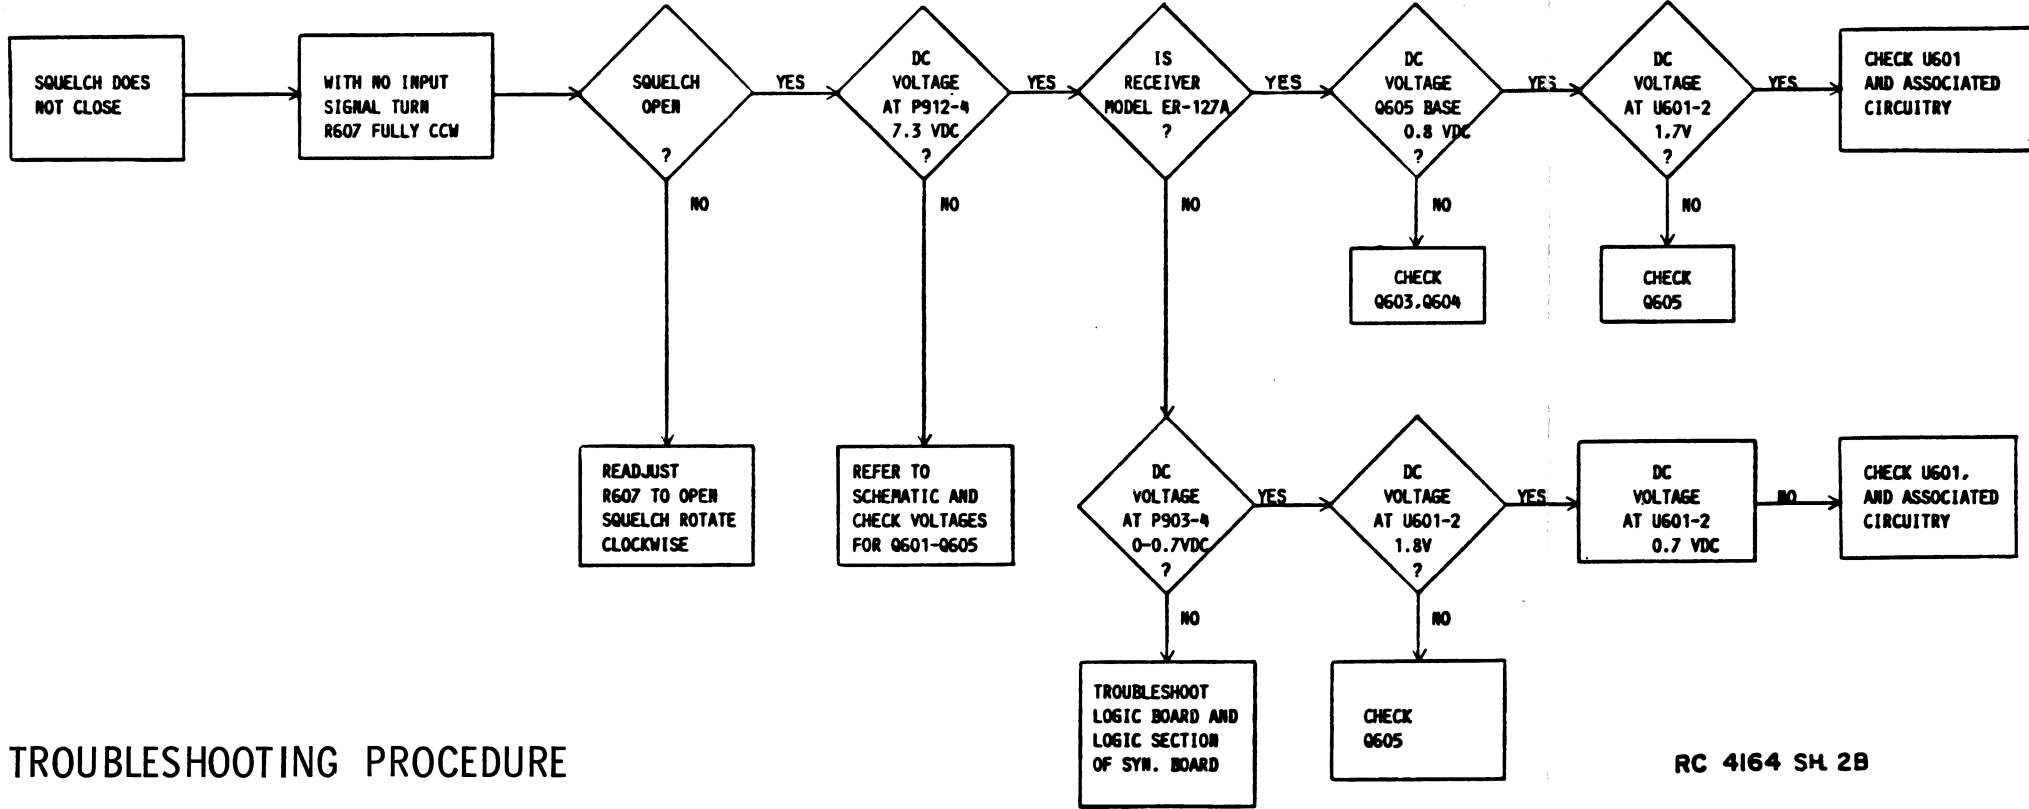 SQUELCH DOES
NOT CLOSE
WITH NO INPUT
SIGNAL TURN
R607 FULLY CCW
SQUELCH
OPEN
?
YES
NO
DC
VOLTAGE
AT P912-4
7.3 VDC
?
YES
NO
IS
RECEIVER
MODEL ER-127A
?
YES
NO
DC
VOLTAGE
Q605 BASE
0.8 VDC
?
YES
NO
DC
VOLTAGE
AT U601-2
1.7V
?
YES
NO
CHECK U601
AND ASSOCIATED
CIRCUITRY
CHECK
Q603,Q604
CHECK
Q605
READJUST
R607 TO OPEN
SQUELCH ROTATE
CLOCKWISE
REFER TO
SCHEMATIC AND
CHECK VOLTAGES
FOR Q601-Q605
DC
VOLTAGE
AT P903-4
0-0.7VDC
?
YES
NO
DC
VOLTAGE
AT U601-2
1.8V
?
YES
NO
DC
VOLTAGE
AT U601-2
0.7 VDC
NO
CHECK U601,
AND ASSOCIATED
CIRCUITRY
TROUBLESHOOT
LOGIC BOARD AND
LOGIC SECTION
OF SYN. BOARD
CHECK
Q605
TROUBLESHOOTING PROCEDURE
RC 4164 SH. 2B